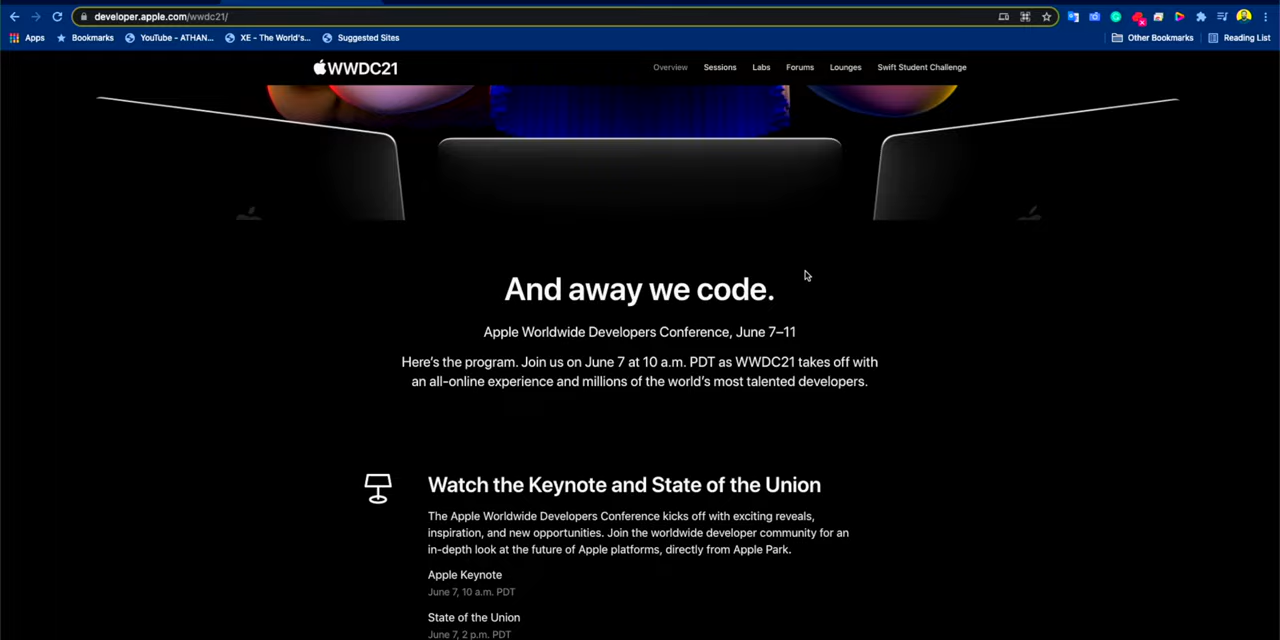 developer.apple.com/wwdc21/
Apps
Bookmarks
YouTube - ATHAN...
XE - The World's...
Suggested Sites
Other Bookmarks
Reading List
WWDC21
Overview
Sessions
Labs
Forums
Lounges
Swift Student Challenge
And away we code.
Apple Worldwide Developers Conference, June 7–11
Here's the program. Join us on June 7 at 10 a.m. PDT as WWDC21 takes off with
an all-online experience and millions of the world's most talented developers.
Watch the Keynote and State of the Union
The Apple Worldwide Developers Conference kicks off with exciting reveals,
inspiration, and new opportunities. Join the worldwide developer community for an
in-depth look at the future of Apple platforms, directly from Apple Park.
Apple Keynote
June 7, 10 a.m. PDT
State of the Union
June 7, 2 p.m. PDT